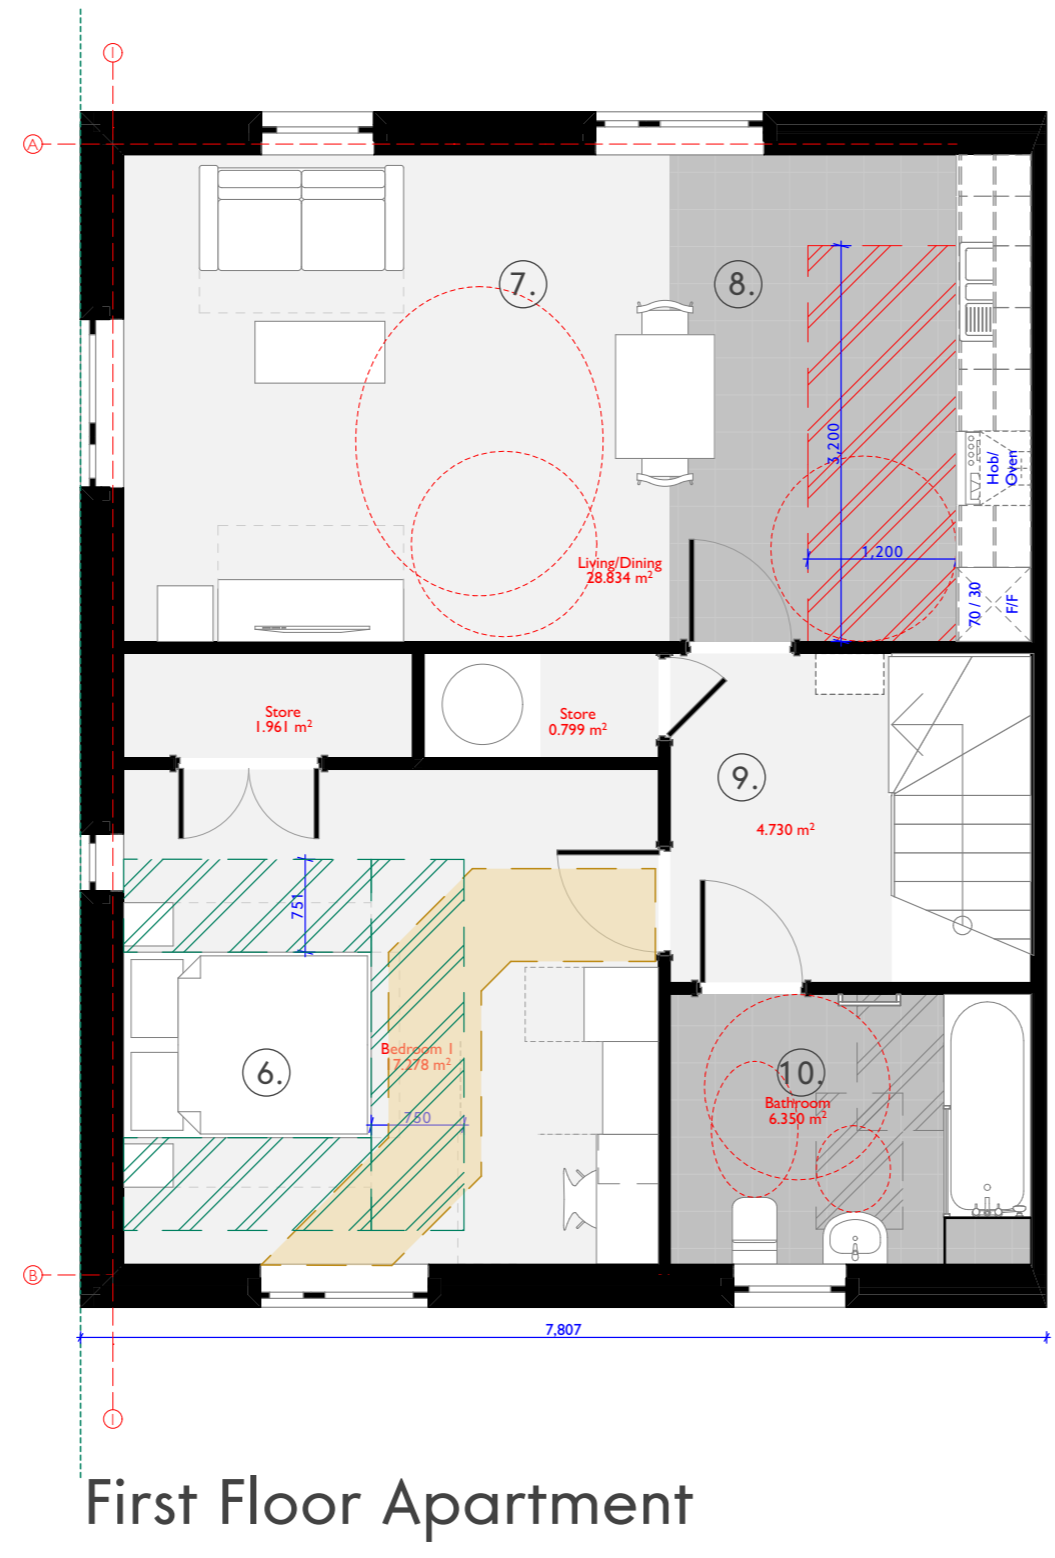 I
A
7.
8.
3,200
Hob/
Oven
1,200
Living/Dining
28.834 m²
70 / 30
F/F
Store
1.961 m²
Store
0.799 m²
9.
4.730 m²
751
Bedroom 1
17.278 m²
6.
750
10.
Bathroom
6.350 m²
B
7,807
I
First Floor Apartment